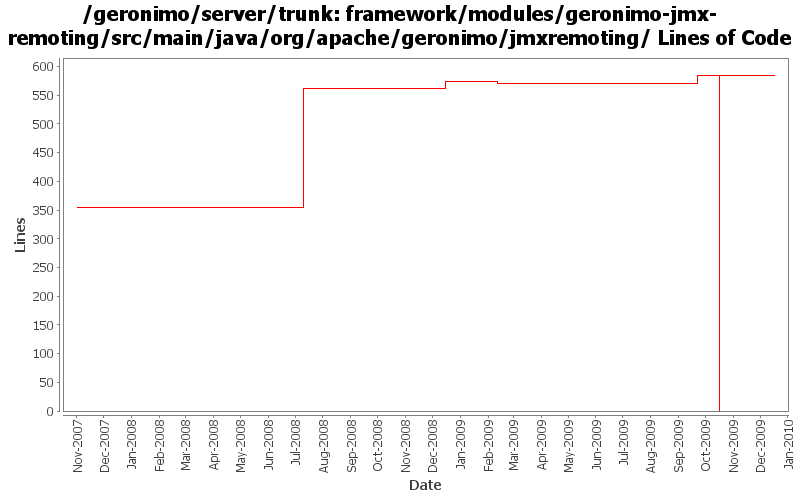 /geronimo/server/trunk: framework/modules/geronimo-jmx-
remoting/src/main/java/org/apache/geronimo/jmxremoting/ Lines of Code
600
550
500
450
400
350
300
250
200
150
100
50
0
Lines
Nov-2007
Dec-2007
Jan-2008
Feb-2008
Mar-2008
Apr-2008
May-2008
Jun-2008
Jul-2008
Aug-2008
Sep-2008
Oct-2008
Nov-2008
Dec-2008
Jan-2009
Feb-2009
Mar-2009
Apr-2009
May-2009
Jun-2009
Jul-2009
Aug-2009
Sep-2009
Oct-2009
Nov-2009
Dec-2009
Jan-2010
Date